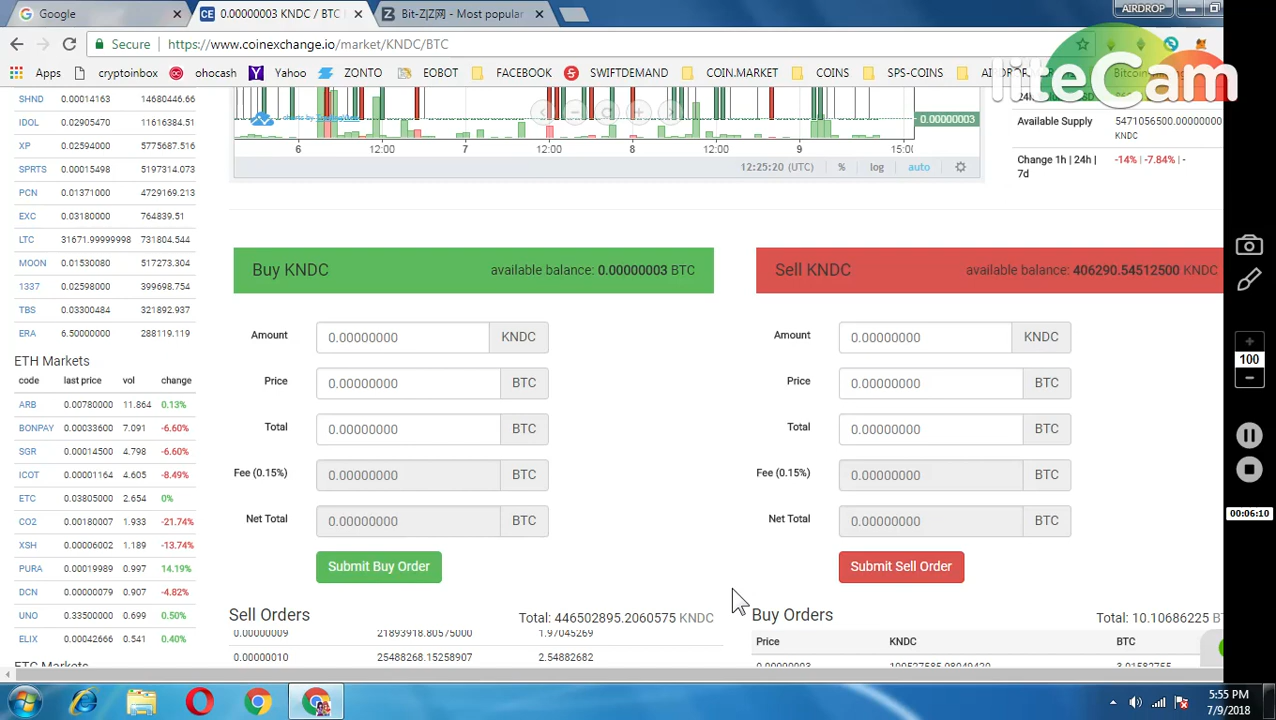 Google
CE 0.00000003 KNDC / BTC
Bit-Z|Z网 - Most popular
AIRDROP
Secure https://www.coinexchange.io/market/KNDC/BTC
Apps cryptoinbox ohocash Yahoo ZONTO EOBOT FACEBOOK SWIFTDEMAND COIN.MARKET COINS SPS-COINS
liteCam
SHND 0.00014163 14680446.66
IDOL 0.02905470 11616384.51
XP 0.02594000 5775687.516
SPRTS 0.00015498 5197314.073
PCN 0.01371000 4729169.213
EXC 0.03180000 764839.51
LTC 31671.99999998 731804.544
MOON 0.01530080 517273.304
1337 0.02598000 399698.754
TBS 0.03300484 321892.937
ERA 6.50000000 288119.119
ETH Markets
code last price vol change
ARB 0.00780000 11.864 0.13%
BONPAY 0.00033600 7.091 -6.60%
SGR 0.00014500 4.798 -6.60%
ICOT 0.00001164 4.605 -8.49%
ETC 0.03805000 2.654 0%
CO2 0.00180007 1.933 -21.74%
XSH 0.00006002 1.189 -13.74%
PURA 0.00019989 0.997 14.19%
DCN 0.00000079 0.907 -4.82%
UNO 0.33500000 0.699 0.50%
ELIX 0.00042666 0.541 0.40%
ETC Markets
0.00000003
6 12:00 7 12:00 8 12:00 9 15:00
12:25:20 (UTC) % log auto
Available Supply
5471056500.00000000
KNDC
Change 1h | 24h |
7d
-14% | -7.84% | -
Buy KNDC available balance: 0.00000003 BTC
Amount 0.00000000 KNDC
Price 0.00000000 BTC
Total 0.00000000 BTC
Fee (0.15%) 0.00000000 BTC
Net Total 0.00000000 BTC
Submit Buy Order
Sell KNDC available balance: 406290.54512500 KNDC
Amount 0.00000000 KNDC
Price 0.00000000 BTC
Total 0.00000000 BTC
Fee (0.15%) 0.00000000 BTC
Net Total 0.00000000 BTC
Submit Sell Order
Sell Orders Total: 446502895.2060575 KNDC
0.00000009 21893918.80575000 1.97045269
0.00000010 25488268.15258907 2.54882682
Buy Orders Total: 10.10686225
Price KNDC BTC
100
00:06:10
5:55 PM
7/9/2018